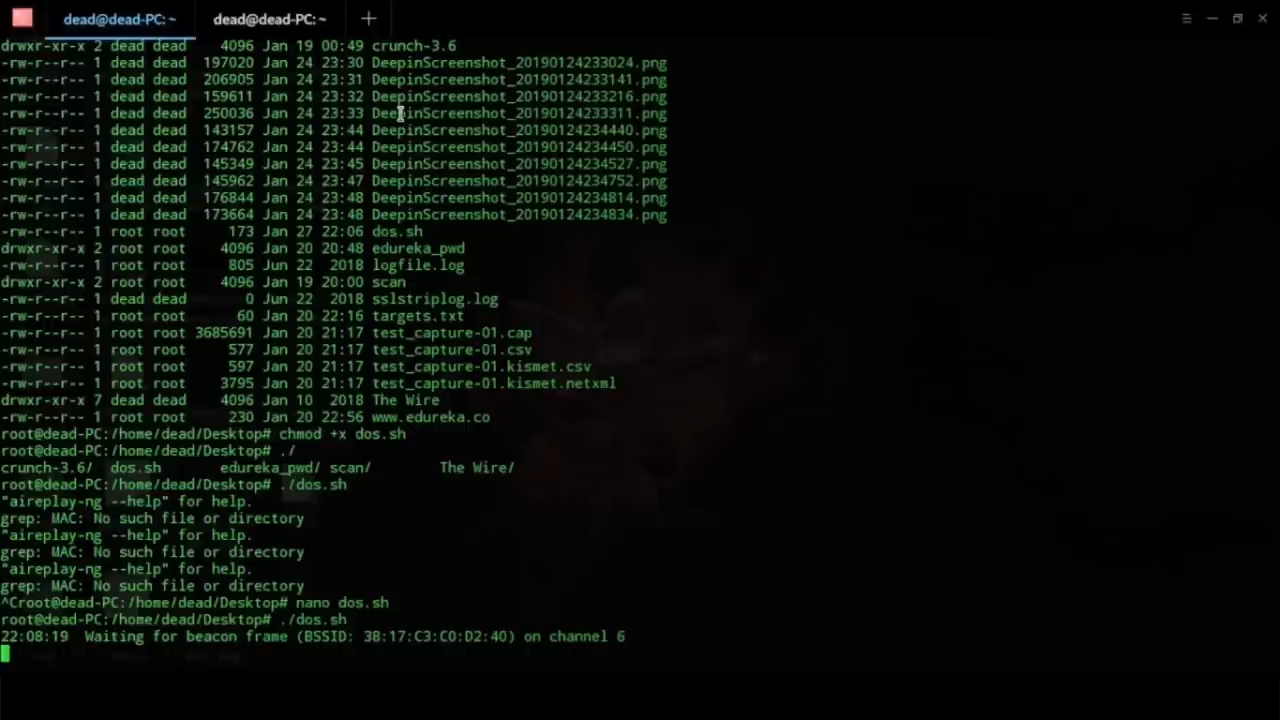 dead@dead-PC: ~ dead@dead-PC: ~
drwxr-xr-x 2 dead dead 4096 Jan 19 00:49 crunch-3.6
-rw-r--r-- 1 dead dead 197020 Jan 24 23:30 DeepinScreenshot_20190124233024.png
-rw-r--r-- 1 dead dead 206905 Jan 24 23:31 DeepinScreenshot_20190124233141.png
-rw-r--r-- 1 dead dead 159611 Jan 24 23:32 DeepinScreenshot_20190124233216.png
-rw-r--r-- 1 dead dead 250036 Jan 24 23:33 DeepinScreenshot_20190124233311.png
-rw-r--r-- 1 dead dead 143157 Jan 24 23:44 DeepinScreenshot_20190124234440.png
-rw-r--r-- 1 dead dead 174762 Jan 24 23:44 DeepinScreenshot_20190124234450.png
-rw-r--r-- 1 dead dead 145349 Jan 24 23:45 DeepinScreenshot_20190124234527.png
-rw-r--r-- 1 dead dead 145962 Jan 24 23:47 DeepinScreenshot_20190124234752.png
-rw-r--r-- 1 dead dead 176844 Jan 24 23:48 DeepinScreenshot_20190124234814.png
-rw-r--r-- 1 dead dead 173664 Jan 24 23:48 DeepinScreenshot_20190124234834.png
-rw-r--r-- 1 root root 173 Jan 27 22:06 dos.sh
drwxr-xr-x 2 root root 4096 Jan 20 20:48 edureka_pwd
-rw-r--r-- 1 root root 805 Jun 22 2018 logfile.log
drwxr-xr-x 2 root root 4096 Jan 19 20:00 scan
-rw-r--r-- 1 dead dead 0 Jun 22 2018 sslstriplog.log
-rw-r--r-- 1 root root 60 Jan 20 22:16 targets.txt
-rw-r--r-- 1 root root 3685691 Jan 20 21:17 test_capture-01.cap
-rw-r--r-- 1 root root 577 Jan 20 21:17 test_capture-01.csv
-rw-r--r-- 1 root root 597 Jan 20 21:17 test_capture-01.kismet.csv
-rw-r--r-- 1 root root 3795 Jan 20 21:17 test_capture-01.kismet.netxml
drwxr-xr-x 7 dead dead 4096 Jan 10 2018 The Wire
-rw-r--r-- 1 root root 230 Jan 20 22:56 www.edureka.co
root@dead-PC:/home/dead/Desktop# chmod +x dos.sh
root@dead-PC:/home/dead/Desktop# ./
crunch-3.6/ dos.sh edureka_pwd/ scan/ The Wire/
root@dead-PC:/home/dead/Desktop# ./dos.sh
"aireplay-ng --help" for help.
grep: MAC: No such file or directory
"aireplay-ng --help" for help.
grep: MAC: No such file or directory
"aireplay-ng --help" for help.
grep: MAC: No such file or directory
^Croot@dead-PC:/home/dead/Desktop# nano dos.sh
root@dead-PC:/home/dead/Desktop# ./dos.sh
22:08:19 Waiting for beacon frame (BSSID: 38:17:C3:C0:D2:40) on channel 6